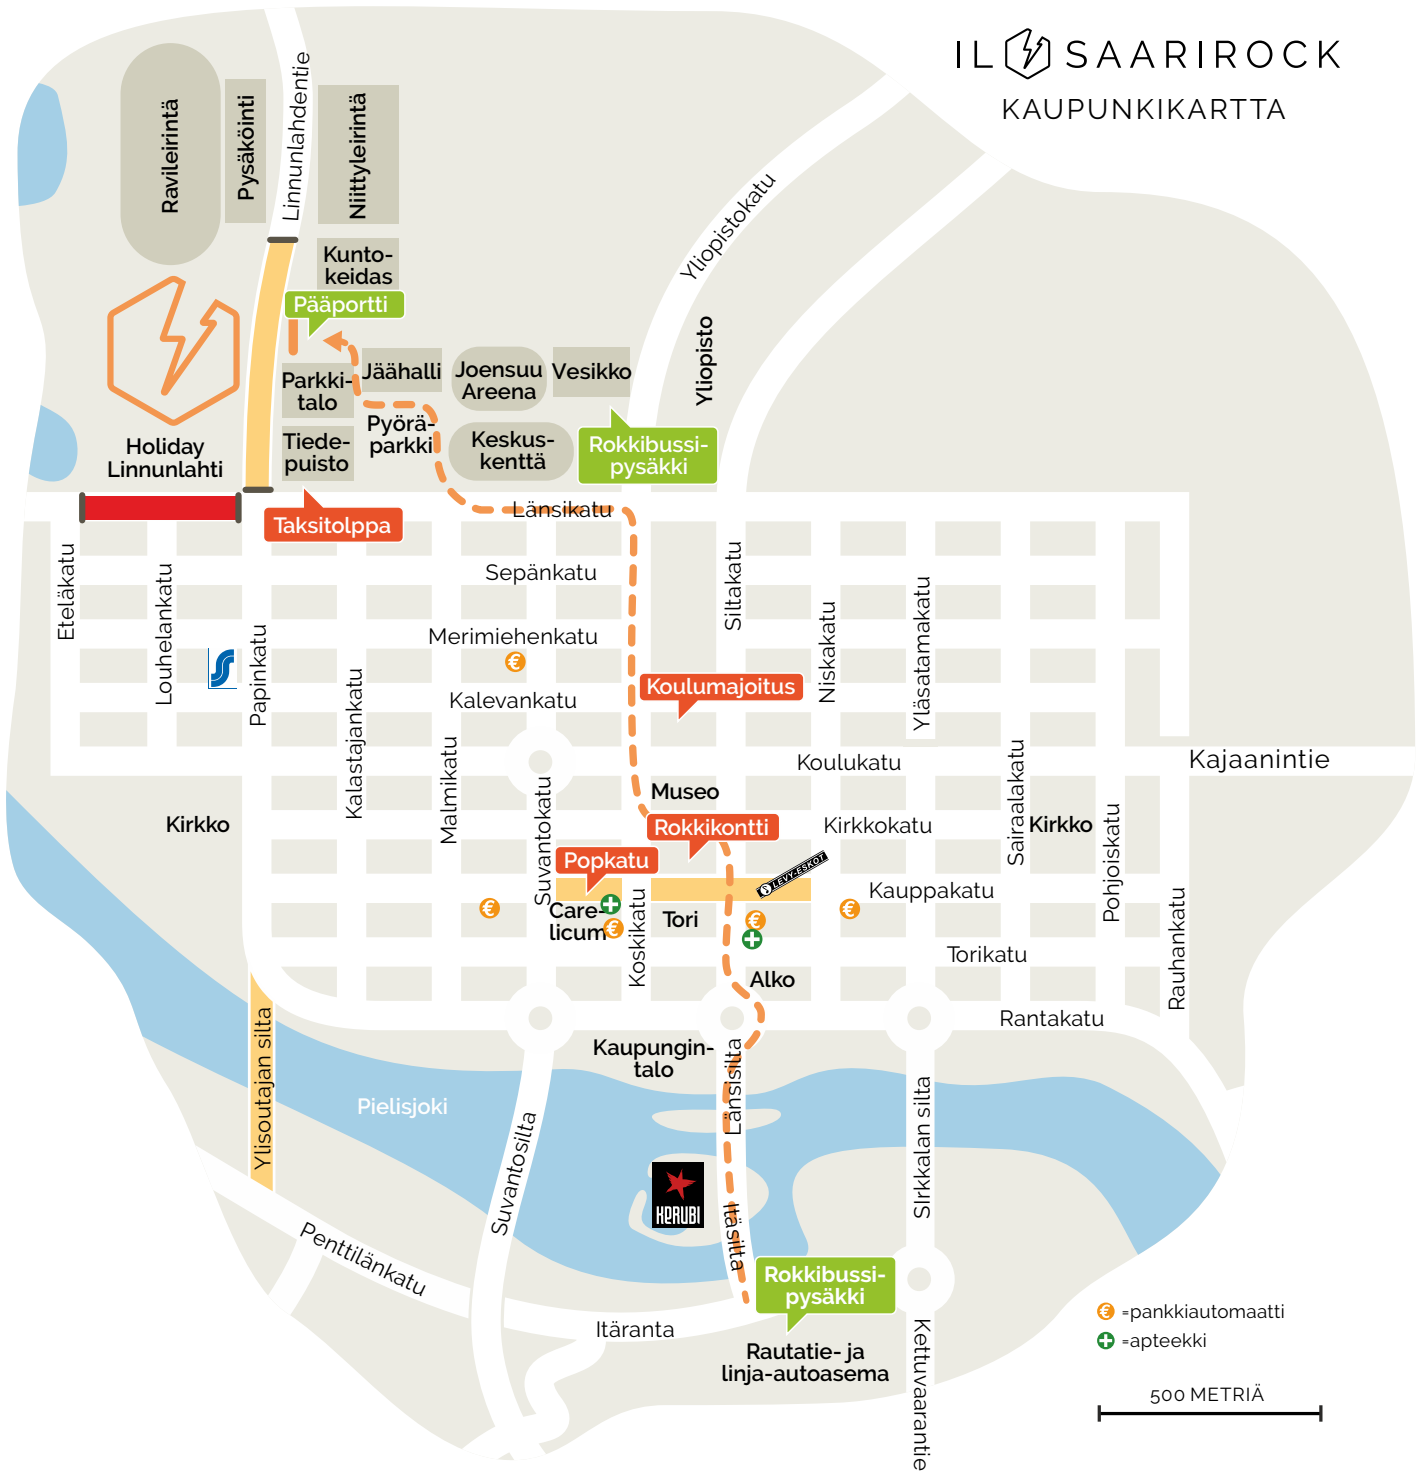 IL SAARIROCK
KAUPUNKIKARTTA
Ravileirintä
Pysäköinti
Linnunlahdentie
Niittyleirintä
Kunto-
keidas
Pääportti
Yliopistokatu
Yliopisto
Parkki-
talo
Jäähalli
Joensuu
Areena
Vesikko
Pyörä-
parkki
Tiede-
puisto
Keskus-
kenttä
Rokkibussi-
pysäkki
Holiday
Linnunlahti
Taksitolppa
Länsikatu
Eteläkatu
Louhelankatu
Papinkatu
Kalastajankatu
Malmikatu
Suvantokatu
Koskikatu
Siltakatu
Niskakatu
Yläsatamakatu
Sairaalakatu
Pohjoiskatu
Rauhankatu
Sepänkatu
Merimiehenkatu
€
Kalevankatu
Koulumajoitus
Koulukatu
Kajaanintie
Museo
Kirkko
Rokkikontti
Kirkkokatu
Kirkko
Popkatu
LEVY-ESKOT
Kauppakatu
€
Care-
licum
€
Tori
€
€
Torikatu
Alko
Rantakatu
Kaupungin-
talo
Ylisoutajan silta
Pielisjoki
Suvantosilta
Länsisilta
SIrkkalan silta
KERUBI
Itäsilta
Penttilänkatu
Rokkibussi-
pysäkki
Itäranta
Rautatie- ja
linja-autoasema
Kettuvaarantie
€ =pankkiautomaatti
=apteekki
500 METRIÄ